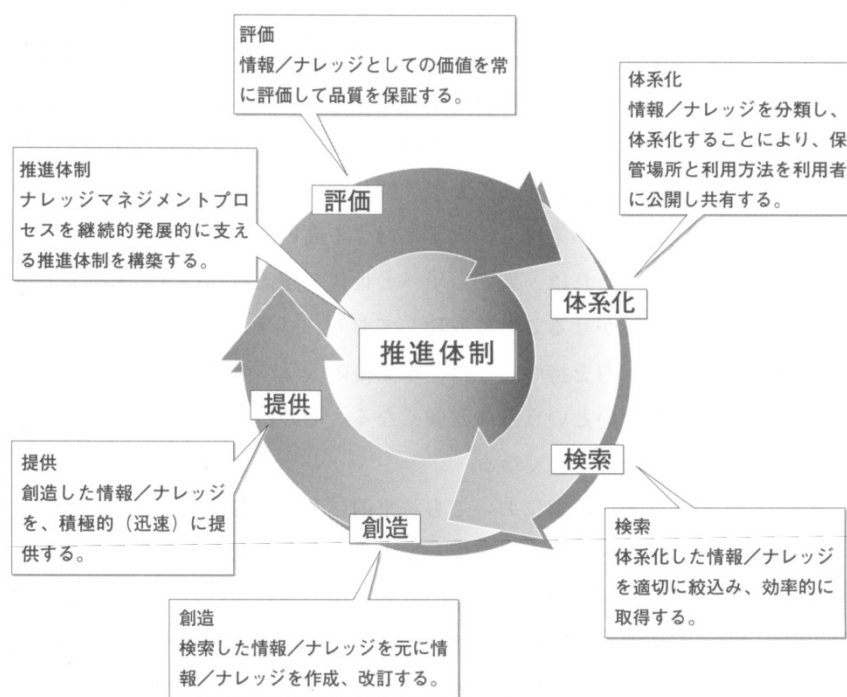 評価
情報／ナレッジとしての価値を常
に評価して品質を保証する。
体系化
情報／ナレッジを分類し、
体系化することにより、保
管場所と利用方法を利用者
に公開し共有する。
推進体制
ナレッジマネジメントプロ
セスを継続的発展的に支え
る推進体制を構築する。
評価
体系化
推進体制
提供
検索
創造
提供
創造した情報／ナレッジ
を、積極的（迅速）に提
供する。
検索
体系化した情報／ナレッジ
を適切に絞込み、効率的に
取得する。
創造
検索した情報／ナレッジを元に情
報／ナレッジを作成、改訂する。